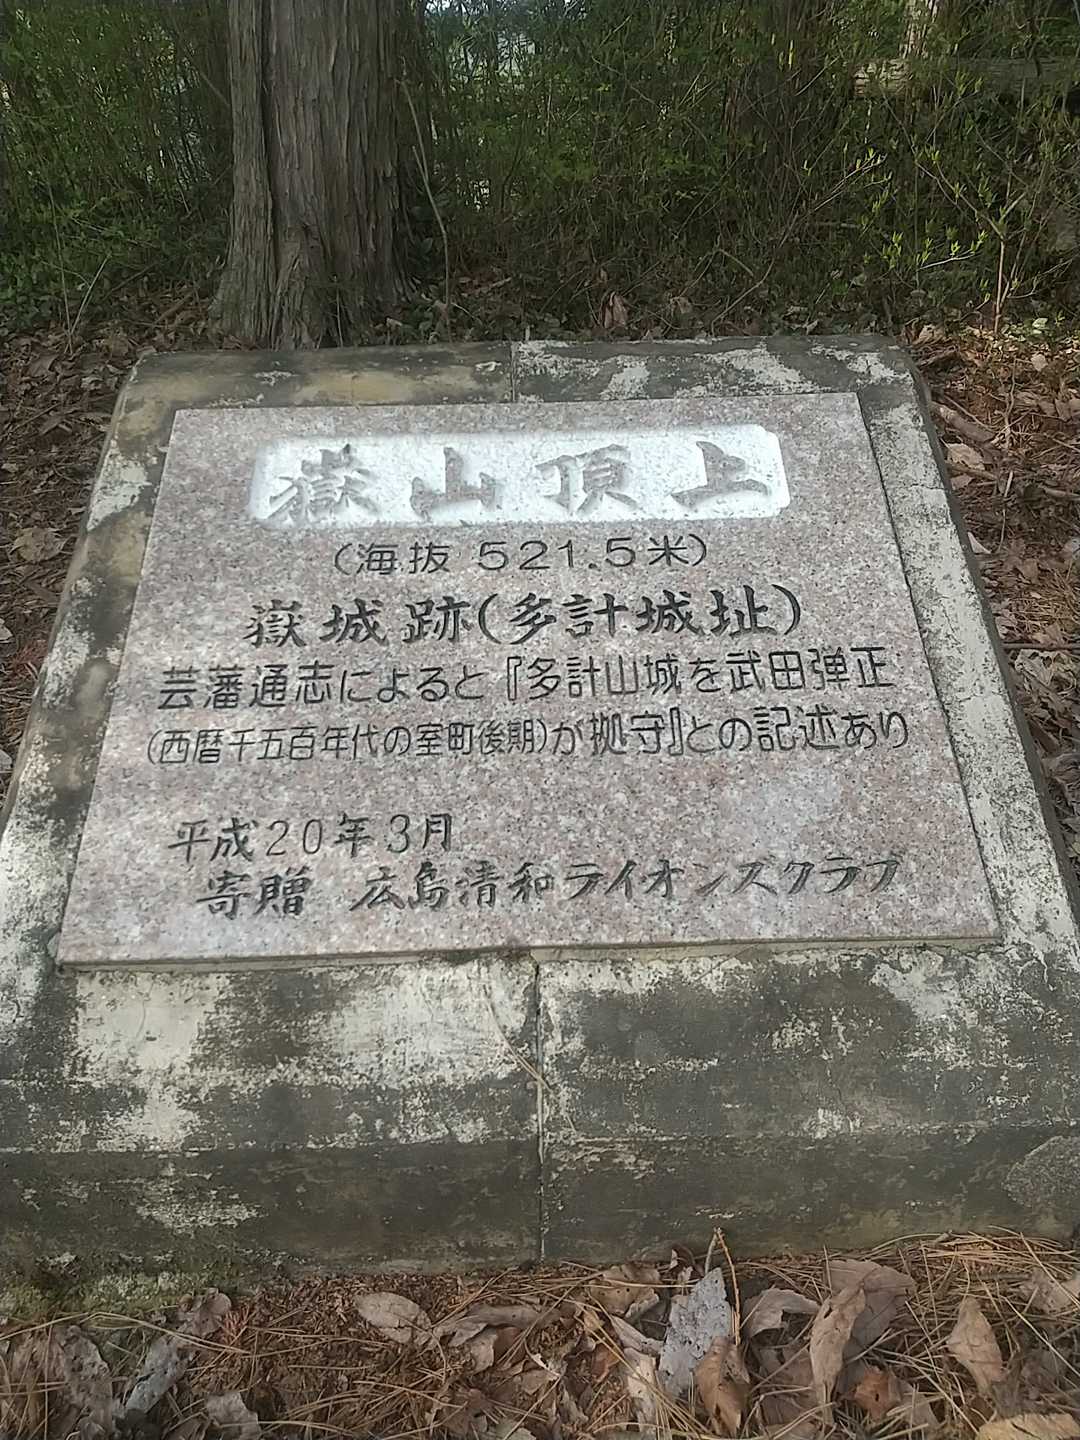 嶽山頂上
(海抜 521.5米)
嶽城跡(多計城址)
芸藩通志によると『多計山城を武田弾正
(西暦千五百年代の室町後期)が拠守』との記述あり
平成20年3月
寄贈 広島清和ライオンスクラブ